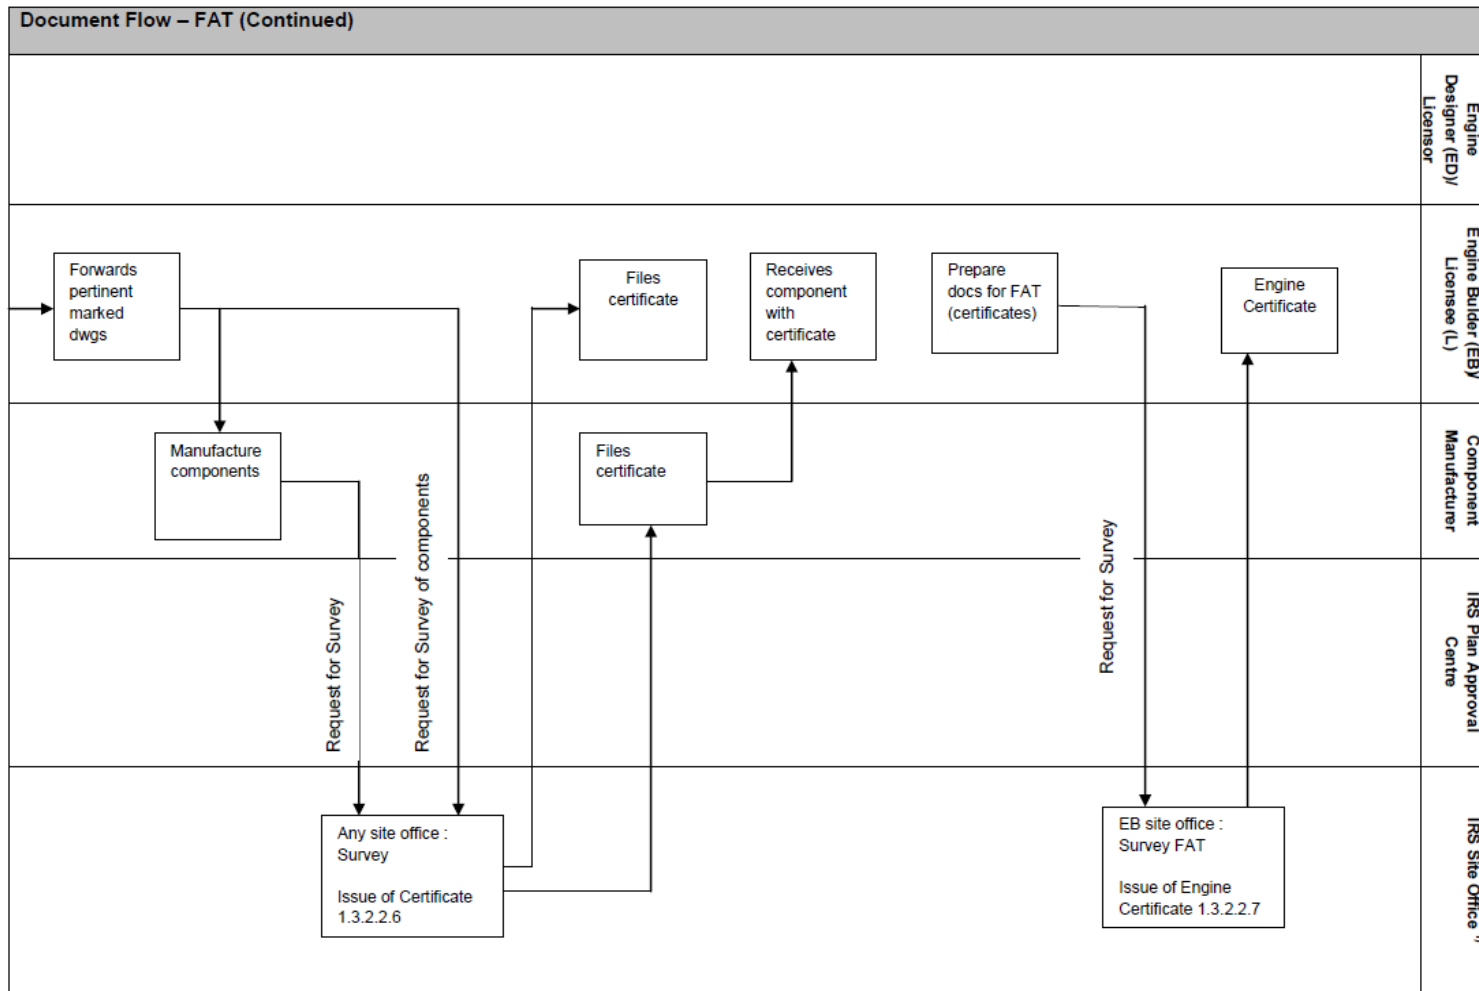 Document Flow – FAT (Continued)
Engine
Designer (ED)/
Licensor
Forwards
pertinent
marked
dwgs
Files
certificate
Receives
component
with
certificate
Prepare
docs for FAT
(certificates)
Engine
Certificate
Engine Builder (EB)/
Licensee (L)
Manufacture
components
Files
certificate
Component
Manufacturer
Request for Survey
Request for Survey of components
Request for Survey
IRS Plan Approval
Centre
Any site office :
Survey
Issue of Certificate
1.3.2.2.6
EB site office :
Survey FAT
Issue of Engine
Certificate 1.3.2.2.7
IRS Site Office